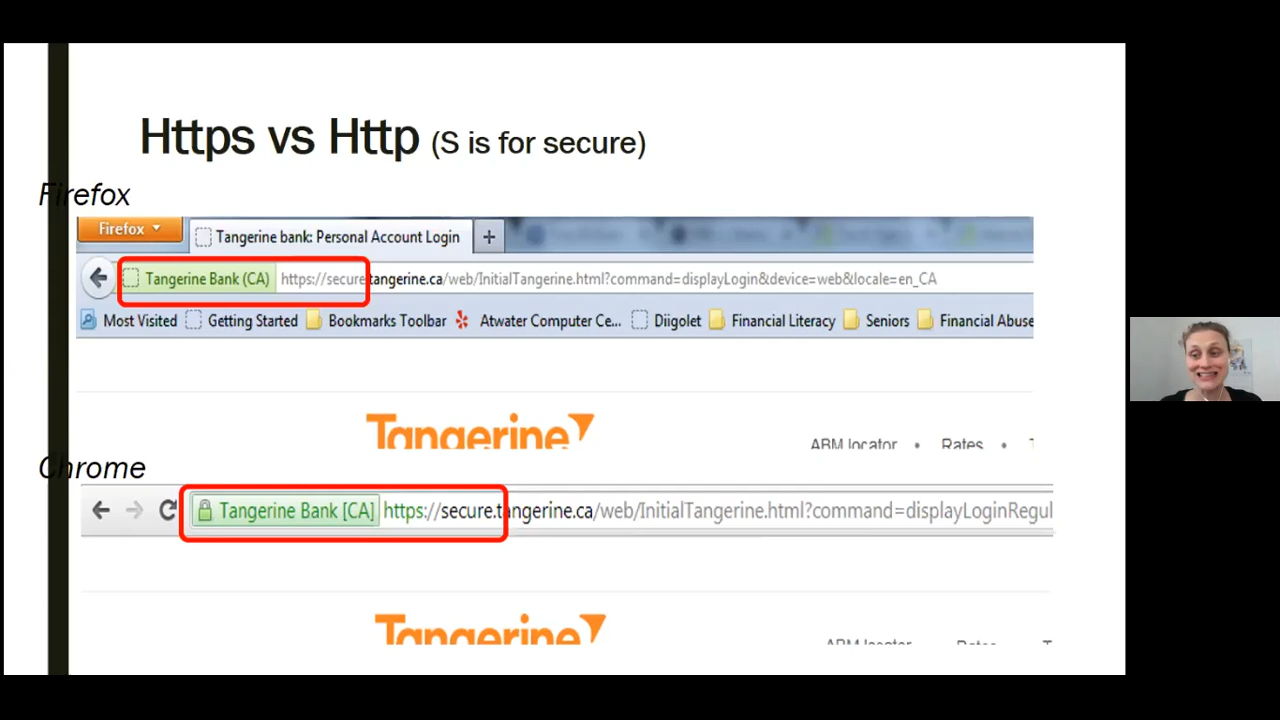 Https vs Http (S is for secure)
Firefox
Firefox
Tangerine bank: Personal Account Login
Tangerine Bank (CA) https://secure.tangerine.ca/web/InitialTangerine.html?command=displayLogin&device=web&locale=en_CA
Most Visited Getting Started Bookmarks Toolbar Atwater Computer Ce... Diigolet Financial Literacy Seniors Financial Abuse
Tangerine
ABM locator • Rates •
Chrome
Tangerine Bank [CA] https://secure.tangerine.ca/web/InitialTangerine.html?command=displayLoginRegul
Tangerine
ABM locator Rates